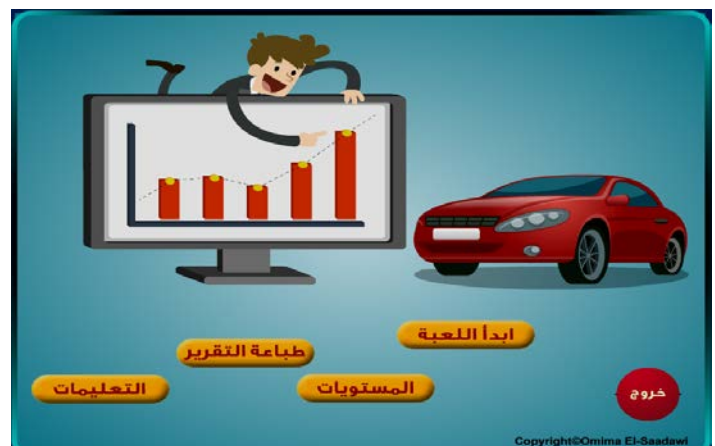 ابدأ اللعبة
طباعة التقرير
المستويات
التعليمات
خروج
Copyright©Omima El-Saadawi